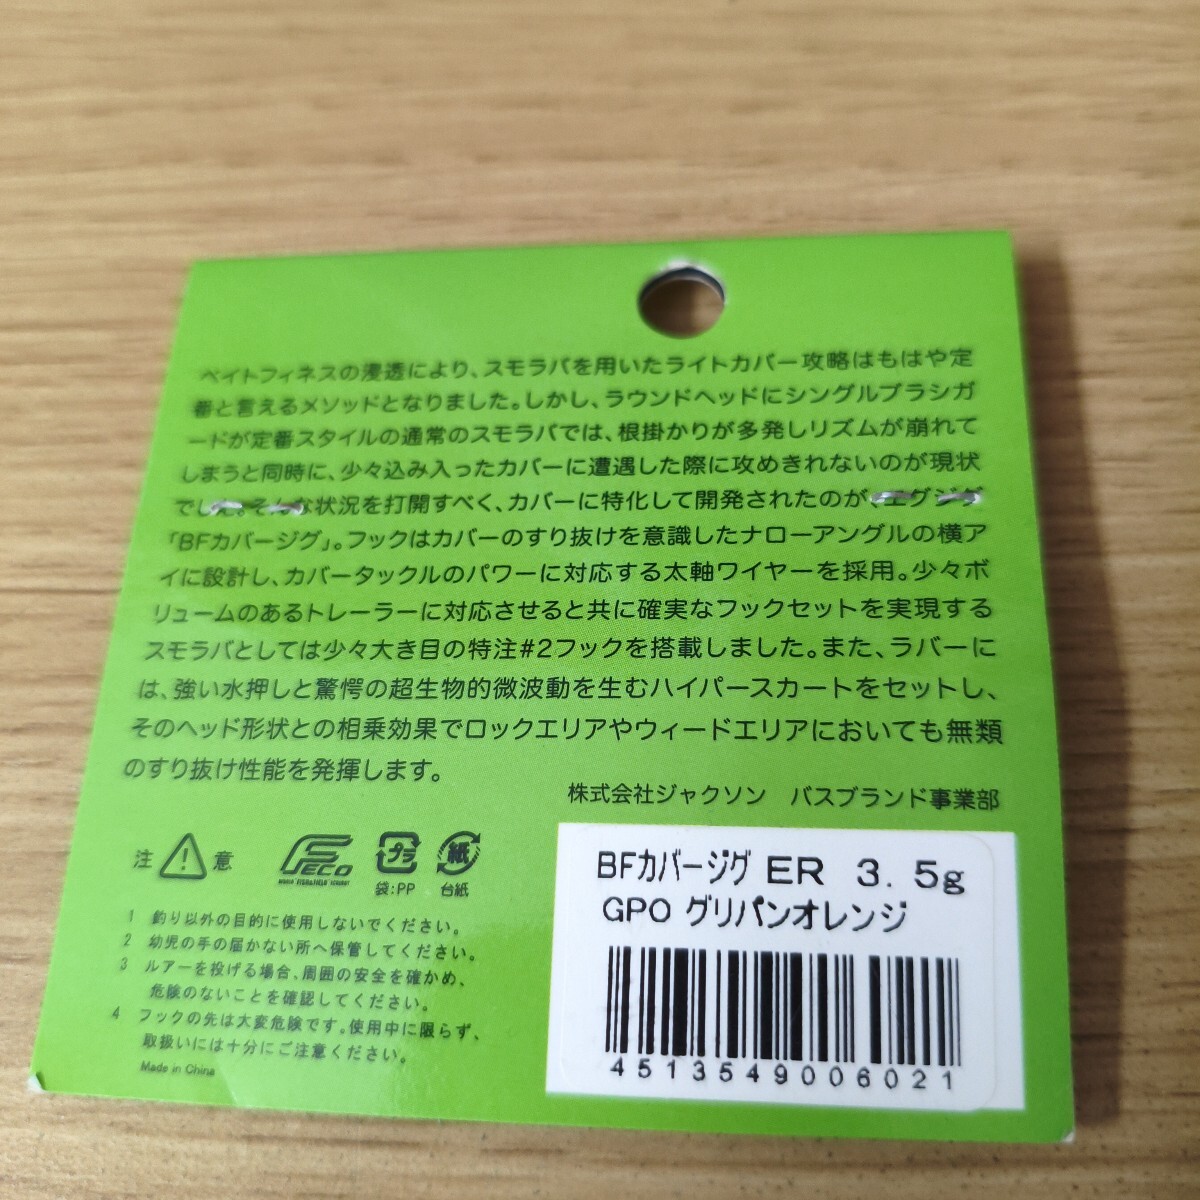 ベイトフィネスの浸透により、スモラバを用いたライトカバー攻略はもはや定
番と言えるメソッドとなりました。しかし、ラウンドヘッドにシングルブラシガ
ードが定番スタイルの通常のスモラバでは、根掛かりが多発しリズムが崩れて
しまうと同時に、少々込み入ったカバーに遭遇した際に攻めきれないのが現状
でした。そんな状況を打開すべく、カバーに特化して開発されたのが、エグジグ
「BFカバージグ」。フックはカバーのすり抜けを意識したナローアングルの横ア
イに設計し、カバータックルのパワーに対応する太軸ワイヤーを採用。少々ボ
リュームのあるトレーラーに対応させると共に確実なフックセットを実現する
スモラバとしては少々大き目の特注#2フックを搭載しました。また、ラバーに
は、強い水押しと驚愕の超生物的微波動を生むハイパースカートをセットし、
そのヘッド形状との相乗効果でロックエリアやウィードエリアにおいても無類
のすり抜け性能を発揮します。
株式会社ジャクソン バスブランド事業部
注 意
FECO
プラ
袋:PP
紙
台紙
1 釣り以外の目的に使用しないでください。
2 幼児の手の届かない所へ保管してください。
3 ルアーを投げる場合、周囲の安全を確かめ、
危険のないことを確認してください。
4 フックの先は大変危険です。使用中に限らず、
取扱いには十分にご注意ください。
Made in China
BFカバージグ ER 3.5g
GPO グリパンオレンジ
4513549006021